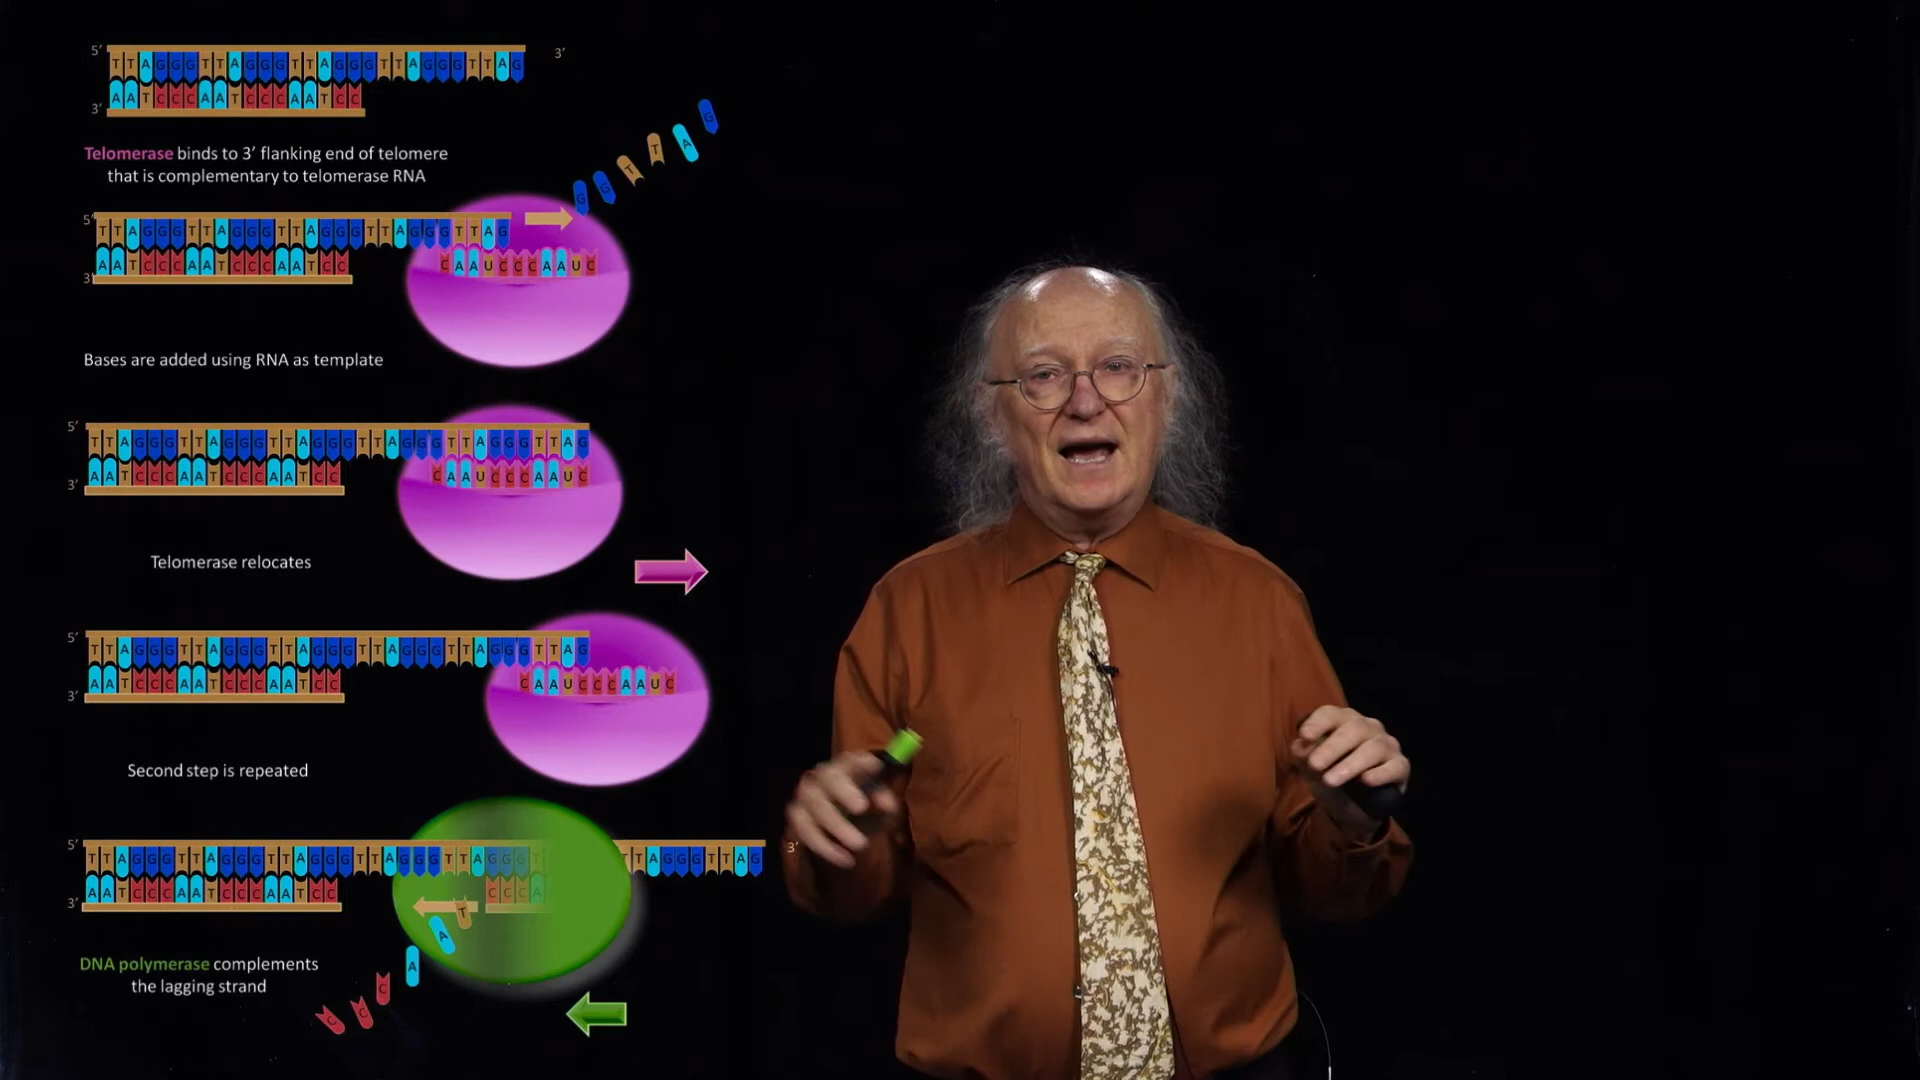 5' TTAGGGTTAGGGTTAGGGTTAGGGTTAG 3'
3' AATCCCAATCCCAATCC
GGTTAG
Telomerase binds to 3' flanking end of telomere
that is complementary to telomerase RNA
5' TTAGGGTTAGGGTTAGGGTTAGGGTTAG
3' AATCCCAATCCCAATCC CAAUCCCAAUC
Bases are added using RNA as template
5' TTAGGGTTAGGGTTAGGGTTAGGGTTAGGGTTAG
3' AATCCCAATCCCAATCC CAAUCCCAAUC
Telomerase relocates
5' TTAGGGTTAGGGTTAGGGTTAGGGTTAGGGTTAG
3' AATCCCAATCCCAATCC CAAUCCCAAUC
Second step is repeated
5' TTAGGGTTAGGGTTAGGGTTAGGGTTAGGGT TTAGGGTTAG 3'
3' AATCCCAATCCCAATCC CCCA
T
A
A
C
C
C
DNA polymerase complements
the lagging strand